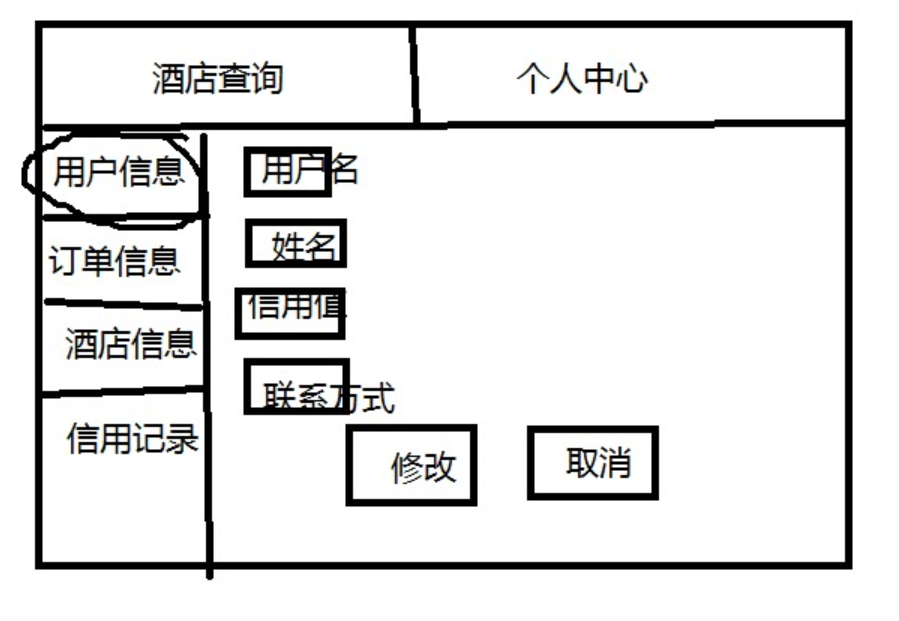 酒店查询
个人中心
用户信息
订单信息
酒店信息
信用记录
用户名
姓名
信用值
联系方式
修改
取消